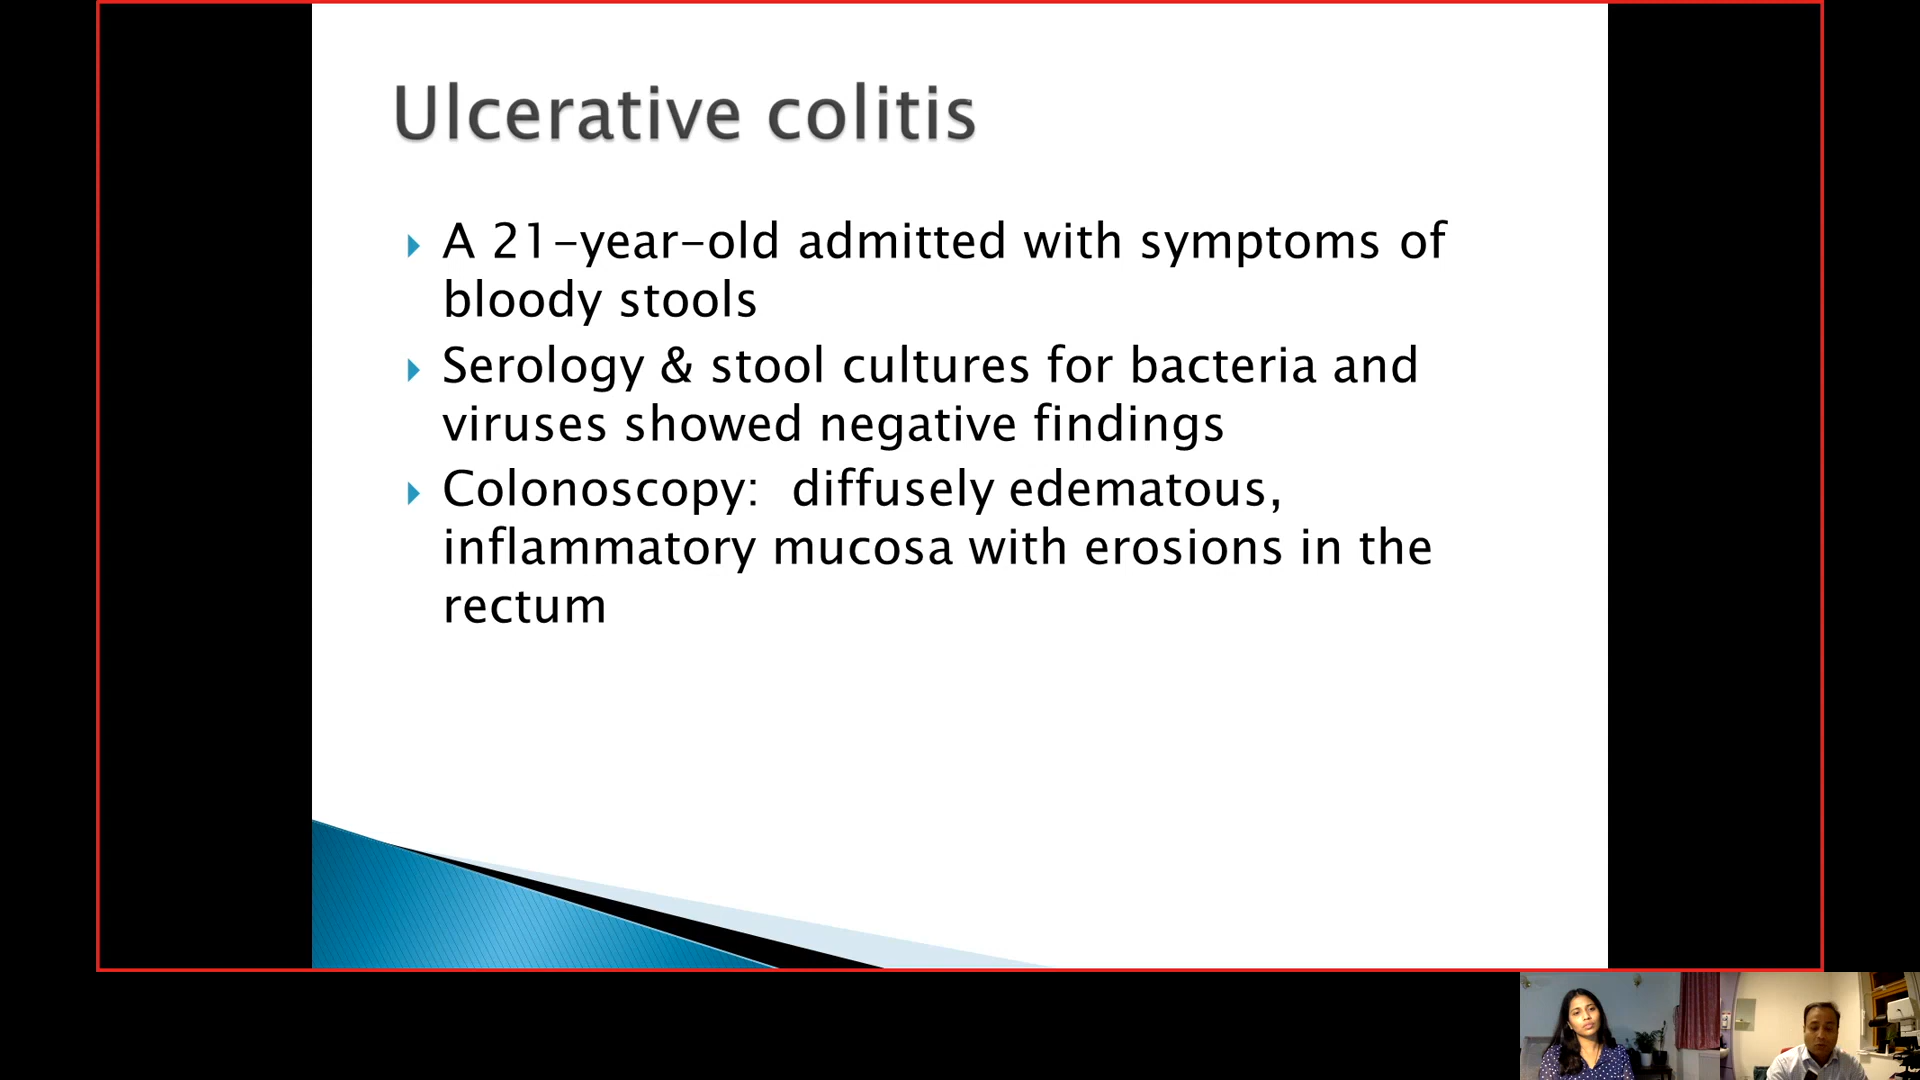 Ulcerative colitis
A 21-year-old admitted with symptoms of
bloody stools
Serology & stool cultures for bacteria and
viruses showed negative findings
Colonoscopy:  diffusely edematous,
inflammatory mucosa with erosions in the
rectum